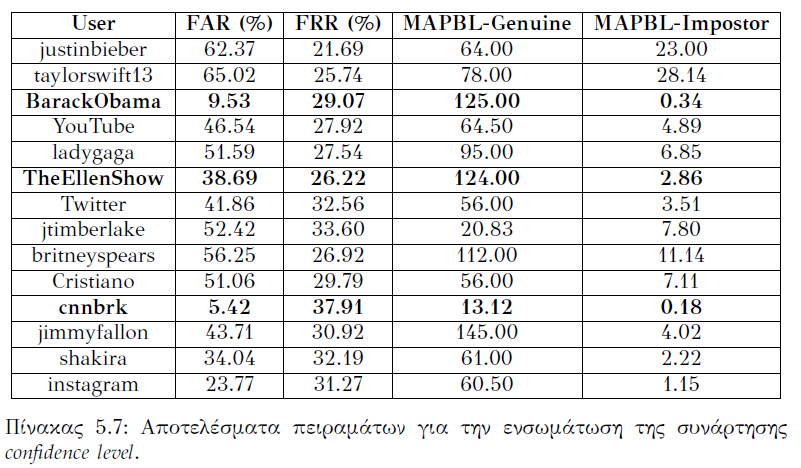 User FAR (%) FRR (%) MAPBL-Genuine MAPBL-Impostor
justinbieber 62.37 21.69 64.00 23.00
taylorswift13 65.02 25.74 78.00 28.14
BarackObama 9.53 29.07 125.00 0.34
YouTube 46.54 27.92 64.50 4.89
ladygaga 51.59 27.54 95.00 6.85
TheEllenShow 38.69 26.22 124.00 2.86
Twitter 41.86 32.56 56.00 3.51
jtimberlake 52.42 33.60 20.83 7.80
britneyspears 56.25 26.92 112.00 11.14
Cristiano 51.06 29.79 56.00 7.11
cnnbrk 5.42 37.91 13.12 0.18
jimmyfallon 43.71 30.92 145.00 4.02
shakira 34.04 32.19 61.00 2.22
instagram 23.77 31.27 60.50 1.15
Πίνακας 5.7: Αποτελέσματα πειραμάτων για την ενσωμάτωση της συνάρτησης
confidence level.